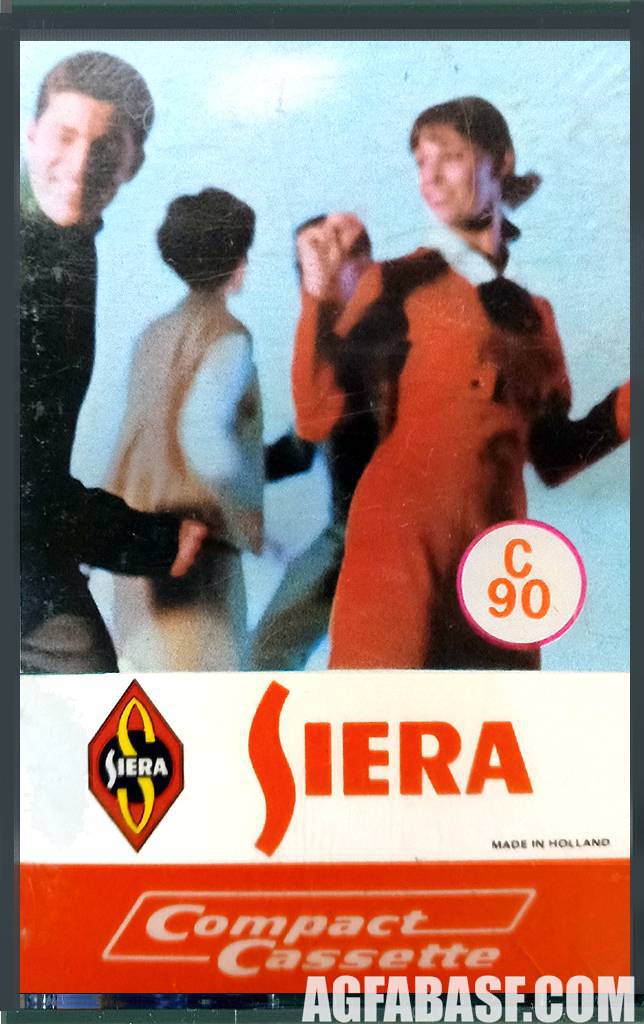 C
90
SIERA
SIERA
MADE IN HOLLAND
Compact
Cassette
AGFABASF.COM